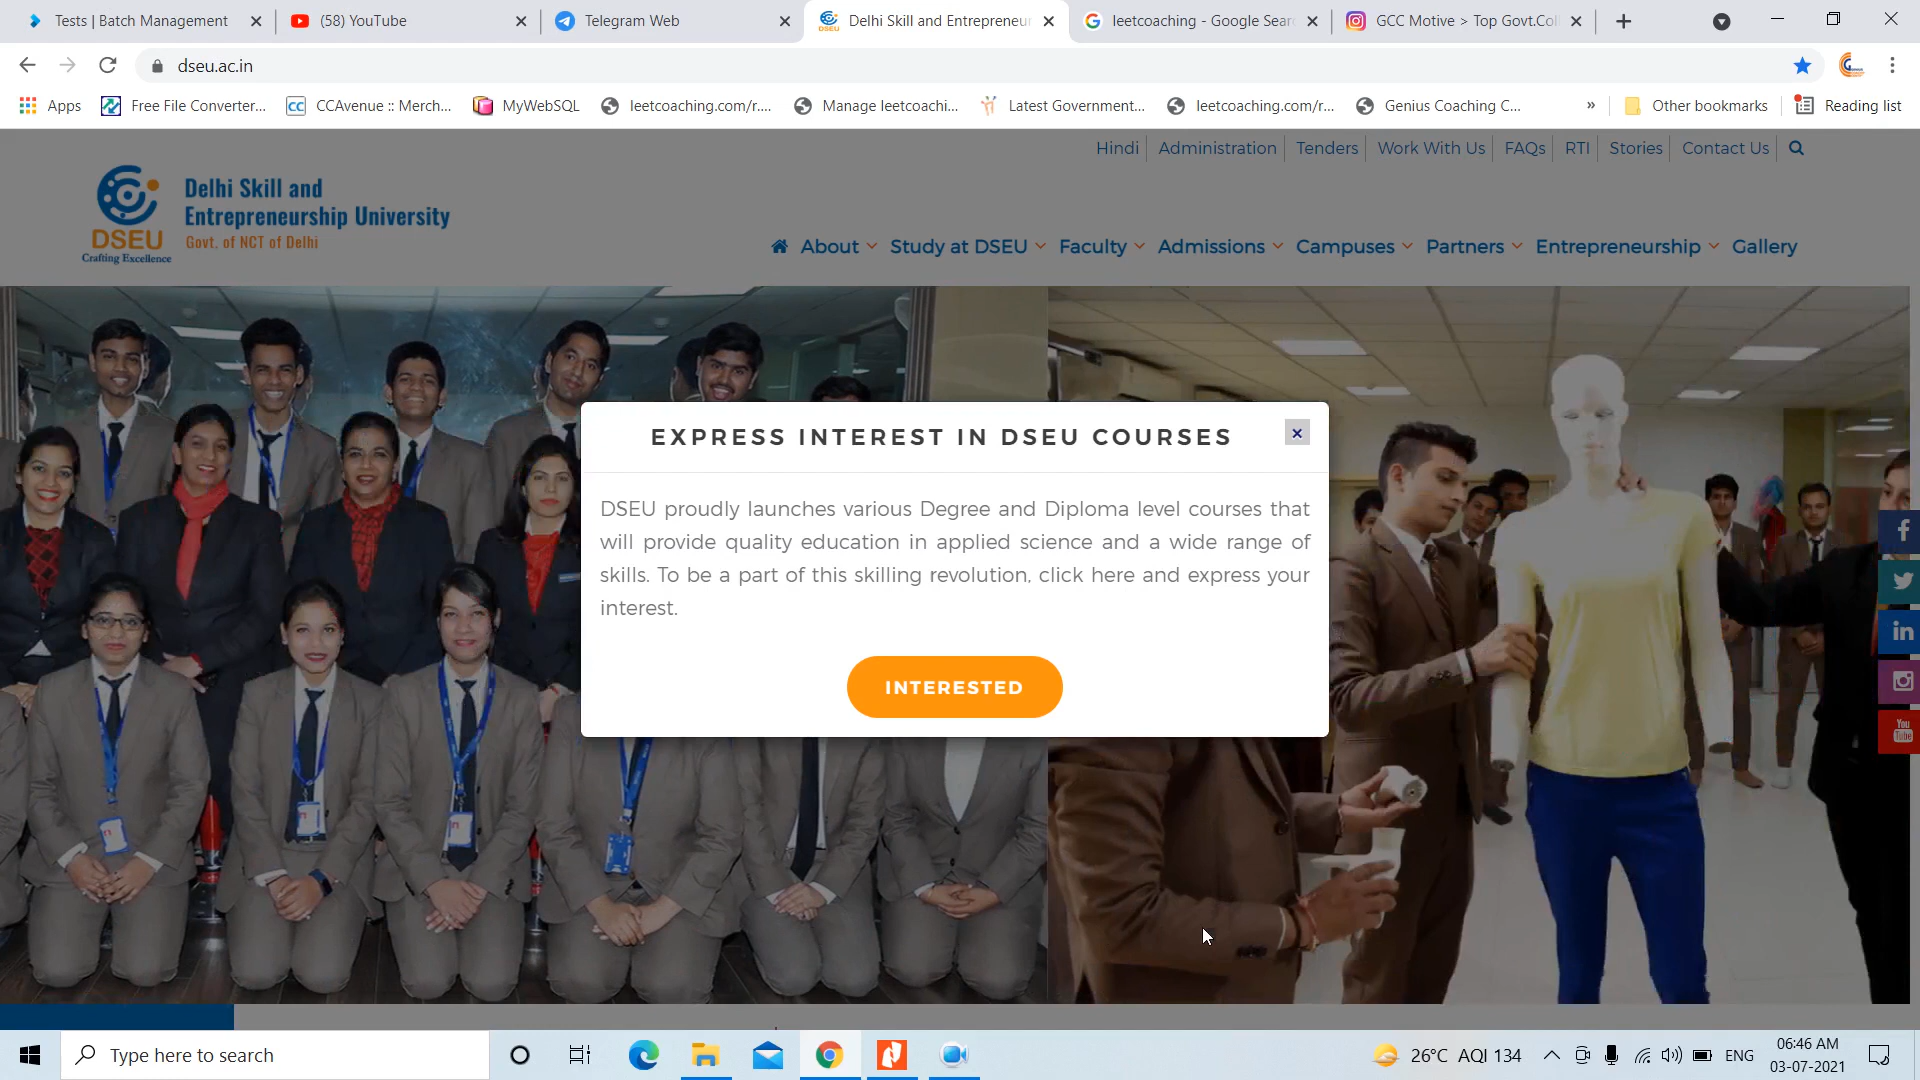 Tests | Batch Management
(58) YouTube
Telegram Web
Delhi Skill and Entrepreneur
leetcoaching - Google Sear
GCC Motive > Top Govt.Col
dseu.ac.in
Apps
Free File Converter...
CCAvenue :: Merch...
MyWebSQL
leetcoaching.com/r....
Manage leetcoachi...
Latest Government...
leetcoaching.com/r...
Genius Coaching C...
»
Other bookmarks
Reading list
Hindi
Administration
Tenders
Work With Us
FAQs
RTI
Stories
Contact Us
DSEU
Crafting Excellence
Delhi Skill and
Entrepreneurship University
Govt. of NCT of Delhi
About
Study at DSEU
Faculty
Admissions
Campuses
Partners
Entrepreneurship
Gallery
EXPRESS INTEREST IN DSEU COURSES
DSEU proudly launches various Degree and Diploma level courses that
will provide quality education in applied science and a wide range of
skills. To be a part of this skilling revolution, click here and express your
interest.
INTERESTED
You
Tube
Type here to search
26°C AQI 134
ENG
06:46 AM
03-07-2021